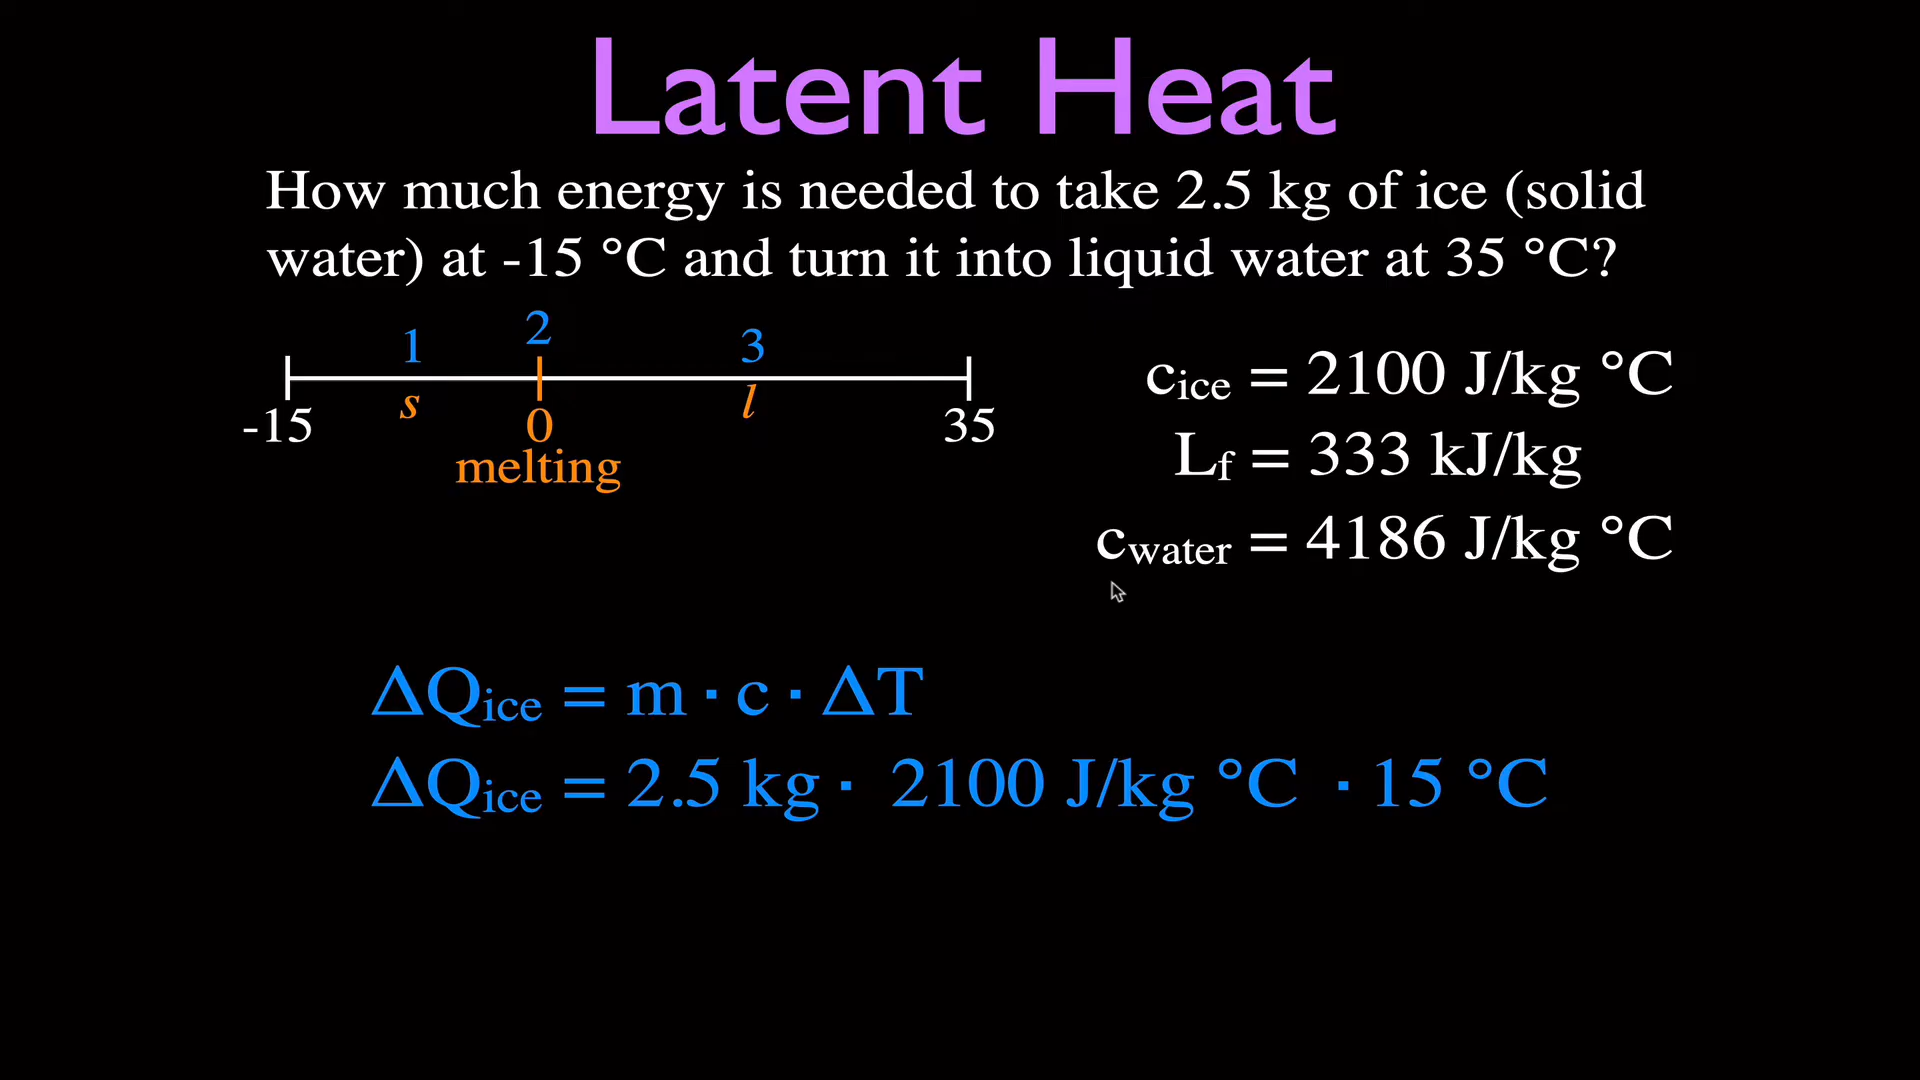 Latent Heat
How much energy is needed to take 2.5 kg of ice (solid
water) at -15 °C and turn it into liquid water at 35 °C?
1 2 3
s l
-15 0 35
melting
cice = 2100 J/kg °C
Lf = 333 kJ/kg
cwater = 4186 J/kg °C
ΔQice = m · c · ΔT
ΔQice = 2.5 kg · 2100 J/kg °C · 15 °C